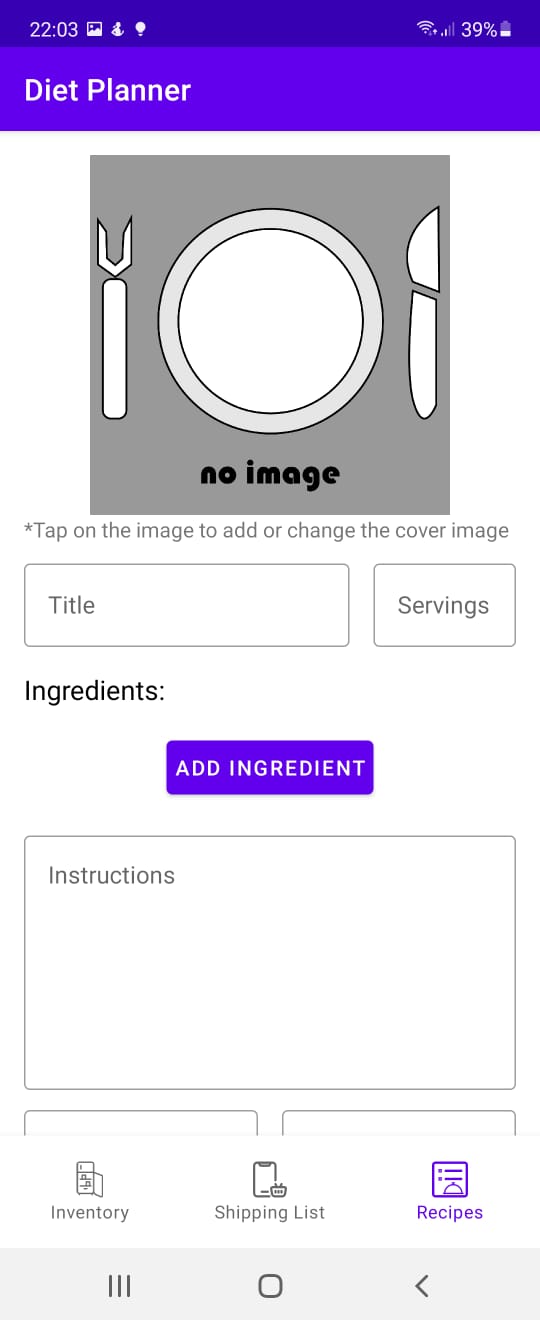 22:03 39%
Diet Planner
no image
*Tap on the image to add or change the cover image
Title Servings
Ingredients:
ADD INGREDIENT
Instructions
Inventory Shipping List Recipes